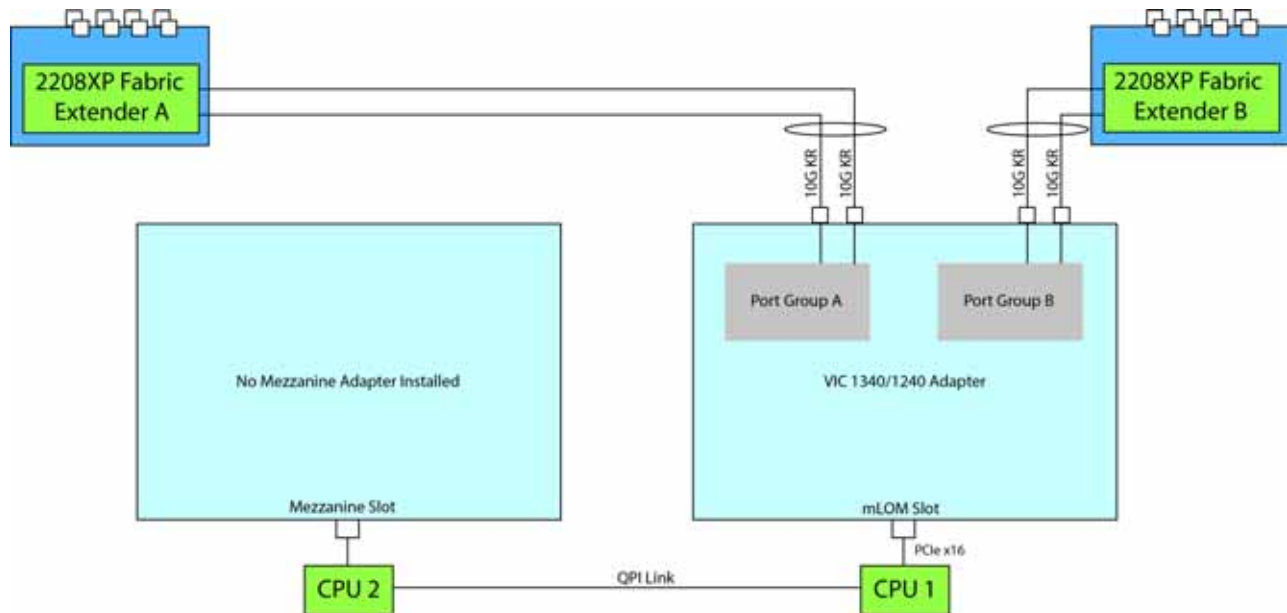 2208XP Fabric
Extender A
2208XP Fabric
Extender B
10G KR
10G KR
10G KR
10G KR
Port Group A
Port Group B
No Mezzanine Adapter Installed
VIC 1340/1240 Adapter
Mezzanine Slot
mLOM Slot
PCIe x16
QPI Link
CPU 2
CPU 1